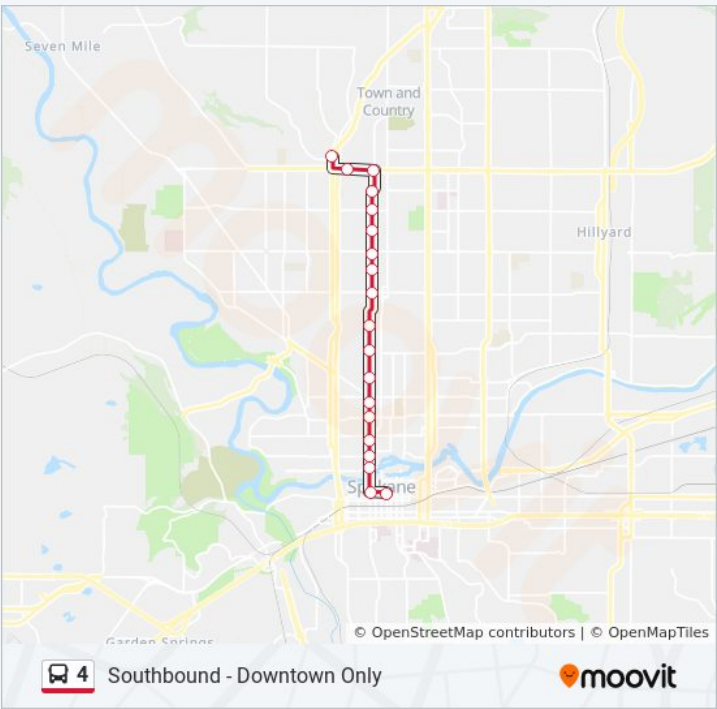 Seven Mile
Town and
Country
Hillyard
Spokane
Garden Springs
© OpenStreetMap contributors | © OpenMapTiles
4 Southbound - Downtown Only
moovit